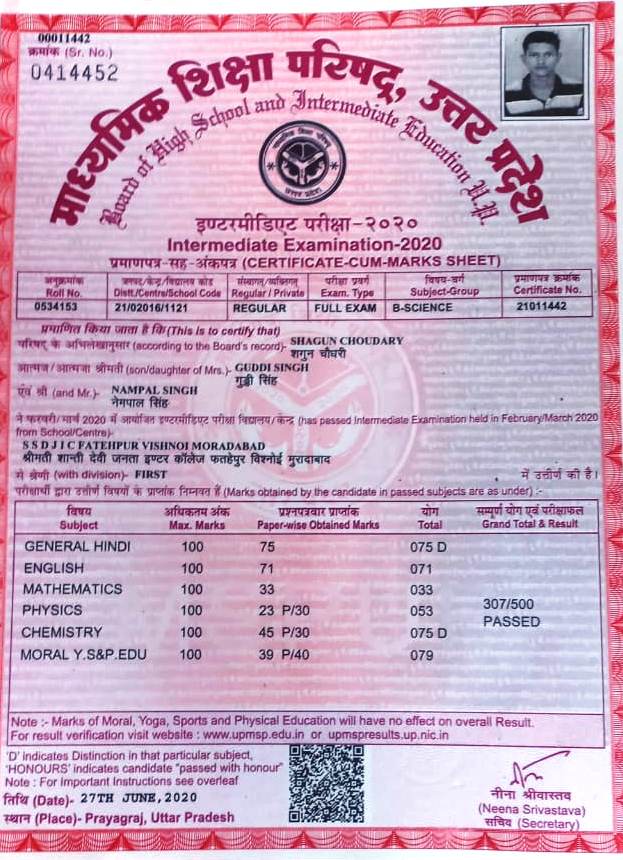 00011442
क्रमांक (Sr. No.)
0414452
माध्यमिक शिक्षा परिषद्, उत्तर प्रदेश
Board of High School and Intermediate Education U.P.
इण्टरमीडिएट परीक्षा-२०२०
Intermediate Examination-2020
प्रमाणपत्र-सह-अंकपत्र (CERTIFICATE-CUM-MARKS SHEET)
अनुक्रमांक जनपद/केन्द्र/विद्यालय कोड संस्थागत/व्यक्तिगत परीक्षा प्रवर्ग विषय-वर्ग प्रमाणपत्र क्रमांक
Roll No. Distt./Centre/School Code Regular / Private Exam. Type Subject-Group Certificate No.
0534153 21/02016/1121 REGULAR FULL EXAM B-SCIENCE 21011442
प्रमाणित किया जाता है कि(This is to certify that)
परिषद् के अभिलेखानुसार (according to the Board's record)- SHAGUN CHOUDARY
शगुन चौघरी
आत्मज/आत्मजा श्रीमती (son/daughter of Mrs.)- GUDDI SINGH
गुड्डी सिंह
एवं श्री (and Mr.)- NAMPAL SINGH
नेमपाल सिंह
ने फरवरी/मार्च 2020 में आयोजित इण्टरमीडिएट परीक्षा विद्यालय/केन्द्र (has passed Intermediate Examination held in February/March 2020
from School/Centre)-
S S D J I C FATEHPUR VISHNOI MORADABAD
श्रीमती शान्ती देवी जनता इण्टर कॉलेज फतहेपुर विश्नोई मुरादाबाद
से श्रेणी (with division)- FIRST में उत्तीर्ण की है।
परीक्षार्थी द्वारा उत्तीर्ण विषयों के प्राप्तांक निम्नवत हैं (Marks obtained by the candidate in passed subjects are as under) :-
विषय अधिकतम अंक प्रश्नपत्रवार प्राप्तांक योग सम्पूर्ण योग एवं परीक्षाफल
Subject Max. Marks Paper-wise Obtained Marks Total Grand Total & Result
GENERAL HINDI 100 75 075 D
ENGLISH 100 71 071
MATHEMATICS 100 33 033
PHYSICS 100 23 P/30 053 307/500
PASSED
CHEMISTRY 100 45 P/30 075 D
MORAL Y.S&P.EDU 100 39 P/40 079
Note :- Marks of Moral, Yoga, Sports and Physical Education will have no effect on overall Result.
For result verification visit website : www.upmsp.edu.in or upmspresults.up.nic.in
'D' indicates Distinction in that particular subject,
'HONOURS' indicates candidate "passed with honour"
Note : For Important Instructions see overleaf
तिथि (Date)- 27TH JUNE, 2020
स्थान (Place)- Prayagraj, Uttar Pradesh
नीना श्रीवास्तव
(Neena Srivastava)
सचिव (Secretary)